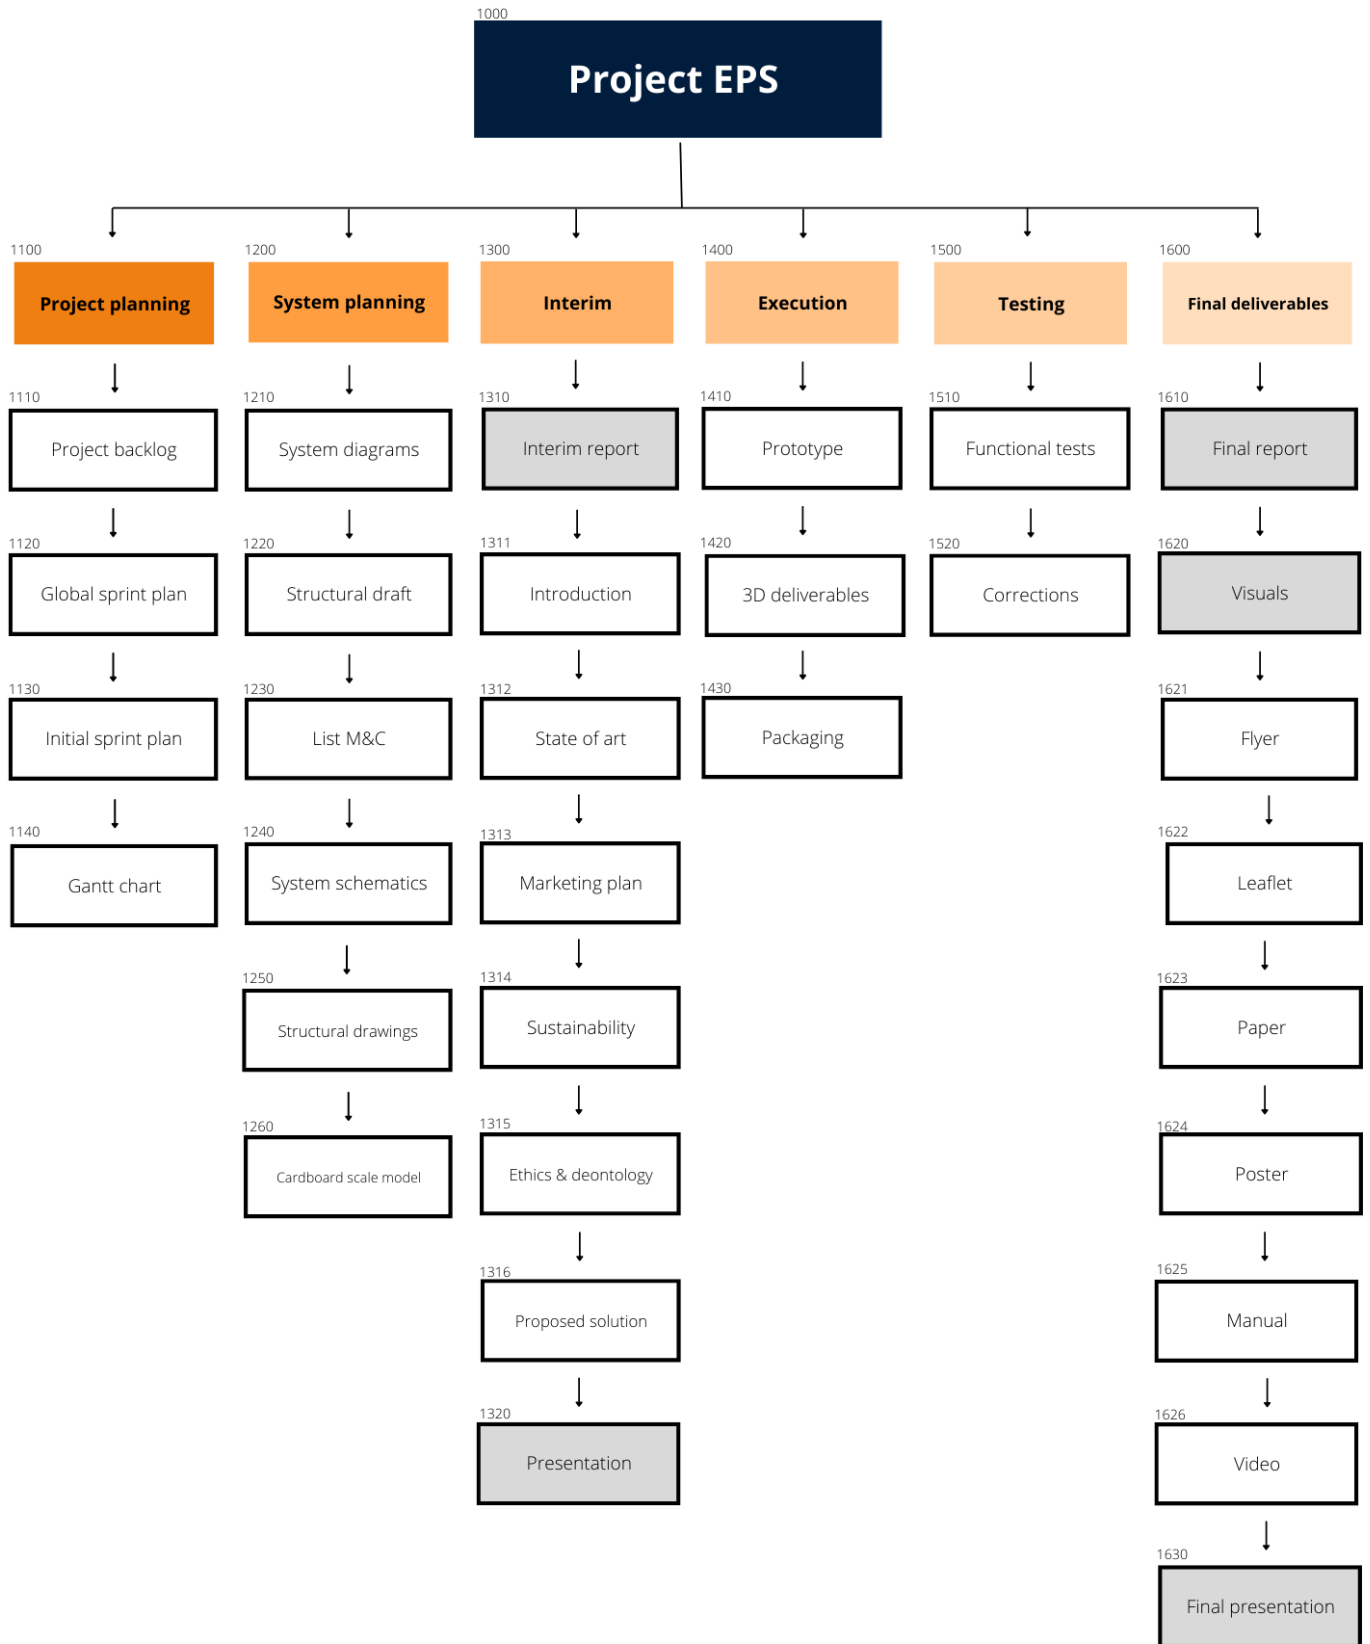 1000
Project EPS
1100
Project planning
1110
Project backlog
1120
Global sprint plan
1130
Initial sprint plan
1140
Gantt chart
1200
System planning
1210
System diagrams
1220
Structural draft
1230
List M&C
1240
System schematics
1250
Structural drawings
1260
Cardboard scale model
1300
Interim
1310
Interim report
1311
Introduction
1312
State of art
1313
Marketing plan
1314
Sustainability
1315
Ethics & deontology
1316
Proposed solution
1320
Presentation
1400
Execution
1410
Prototype
1420
3D deliverables
1430
Packaging
1500
Testing
1510
Functional tests
1520
Corrections
1600
Final deliverables
1610
Final report
1620
Visuals
1621
Flyer
1622
Leaflet
1623
Paper
1624
Poster
1625
Manual
1626
Video
1630
Final presentation